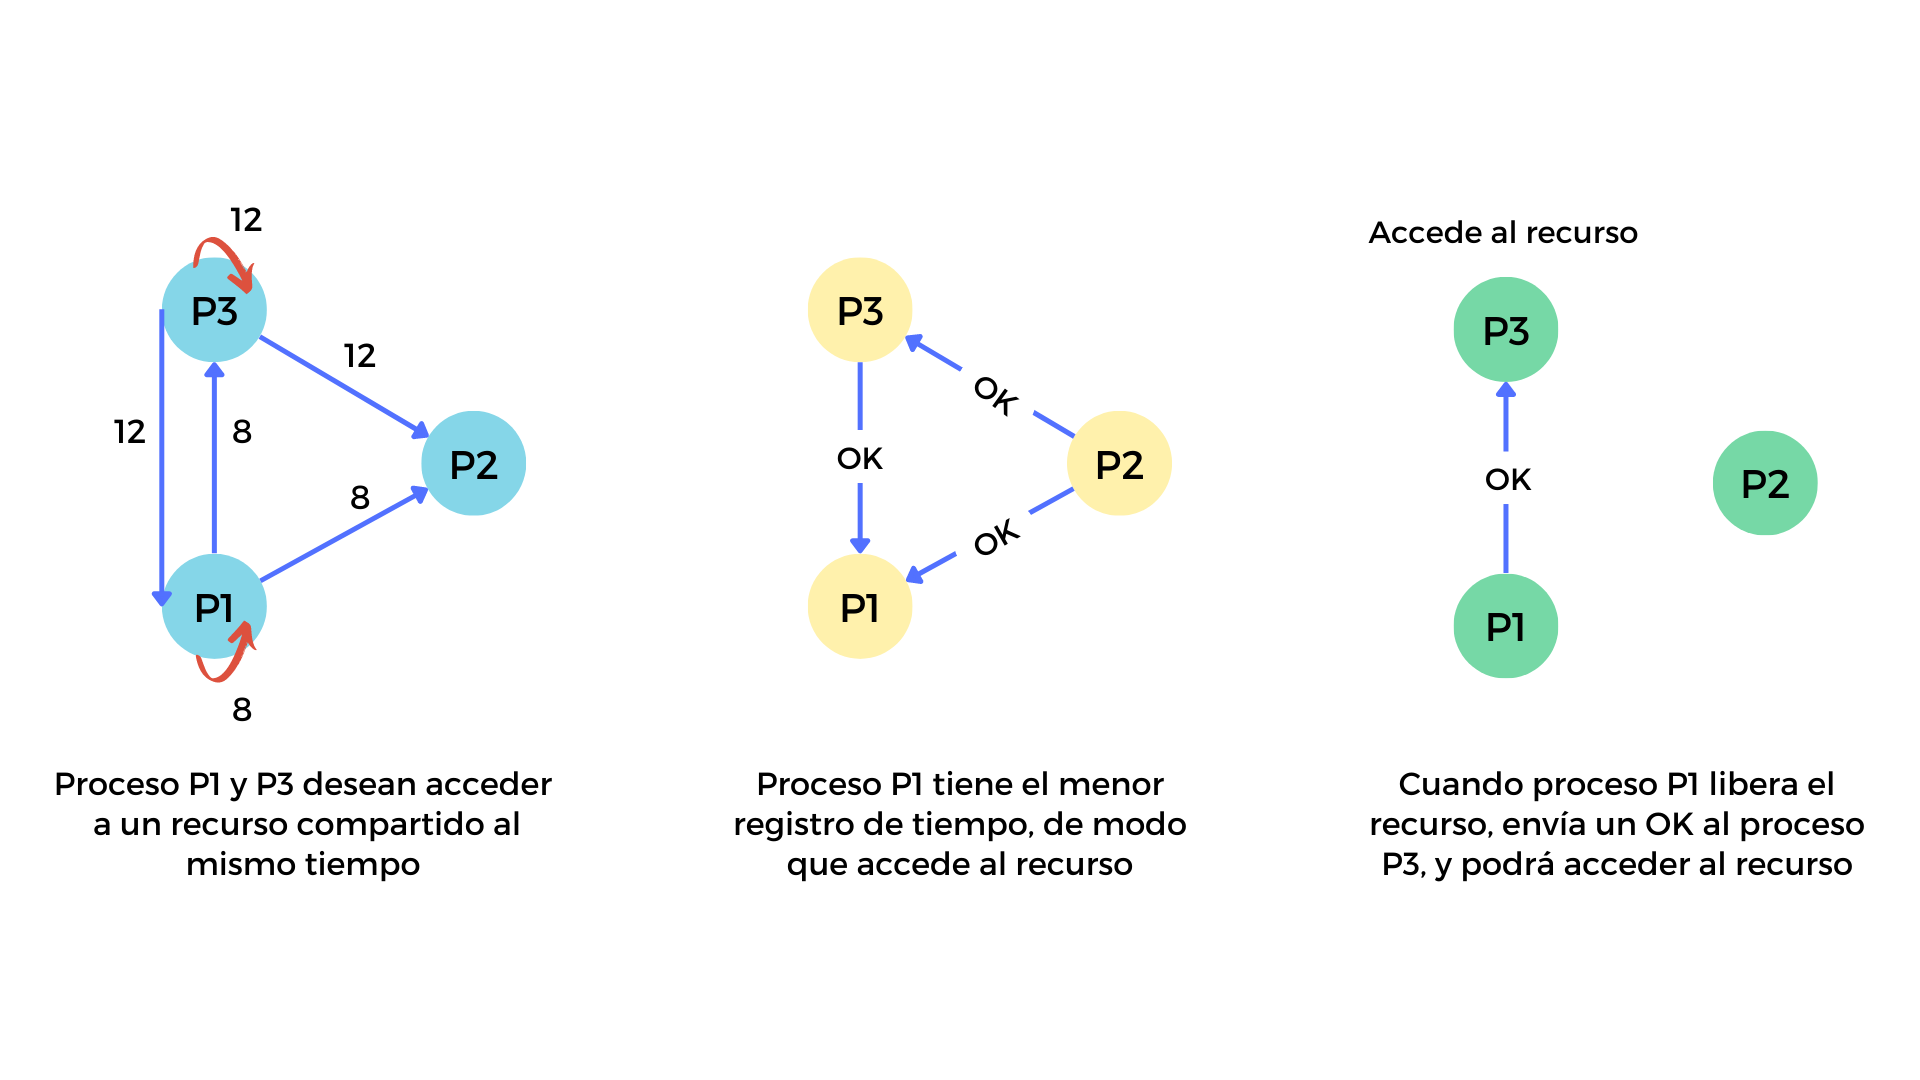 12
P3
12
12
8
P2
8
P1
8
Proceso P1 y P3 desean acceder
a un recurso compartido al
mismo tiempo
P3
OK
OK
P2
OK
P1
Proceso P1 tiene el menor
registro de tiempo, de modo
que accede al recurso
Accede al recurso
P3
OK
P2
P1
Cuando proceso P1 libera el
recurso, envía un OK al proceso
P3, y podrá acceder al recurso